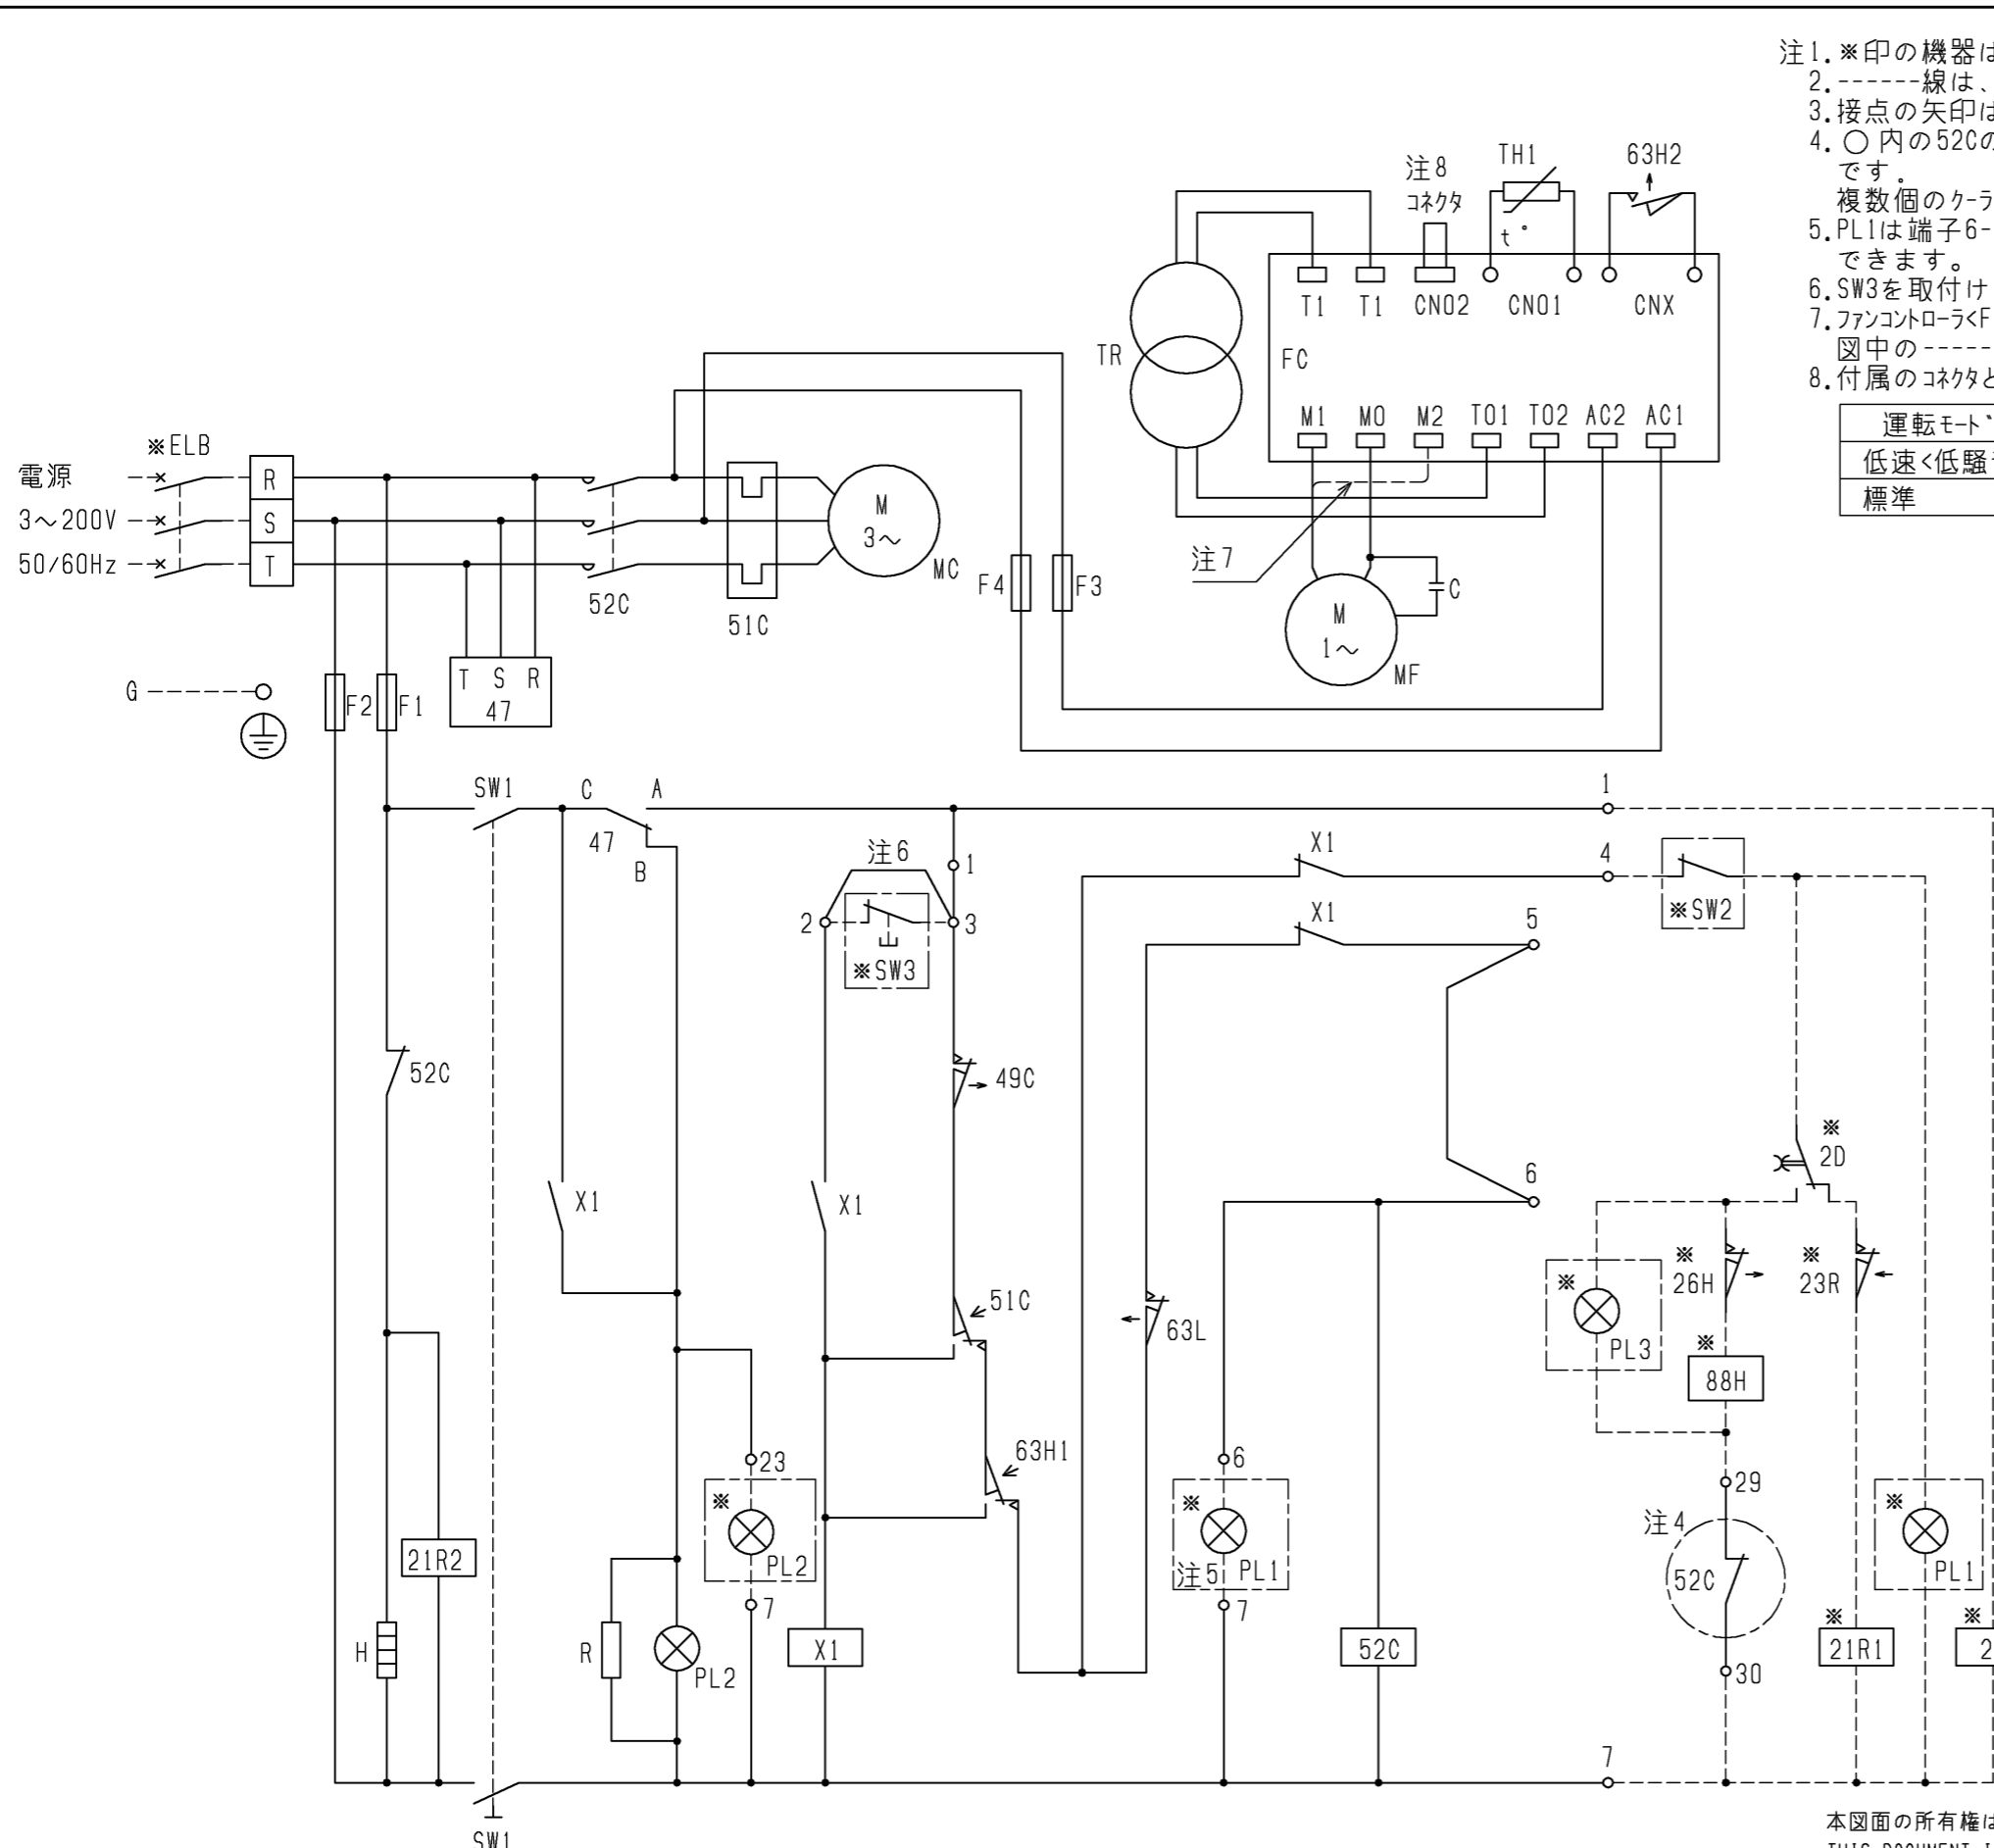 注1.※印の機器は
2.------線は、
3.接点の矢印は
4.○内の52Cの
です。
複数個のクーラ
5.PL1は端子6-
できます。
6.SW3を取付け
7.ファンコントローラ<F
図中の-----
8.付属のコネクタと
運転モード
低速<低騒
標準
注8
コネクタ
TH1
63H2
t°
T1 T1 CN02 CN01 CNX
TR
FC
M1 M0 M2 TO1 TO2 AC2 AC1
※ELB
電源
3～200V
50/60Hz
R
S
T
M
3～
MC
52C
51C
F4
F3
注7
M
1～
MF
C
G
F2
F1
T S R
47
SW1
C
A
47
B
1
注6
1
2
3
※SW3
X1
4
※SW2
X1
5
52C
49C
※
2D
X1
X1
6
51C
63L
※
PL3
※
26H
※
23R
※
88H
63H1
23
※
PL2
7
6
※
注5 PL1
7
29
注4
52C
30
※
PL1
21R2
H
R
PL2
X1
52C
※
21R1
※
2
7
SW1
本図面の所有権は